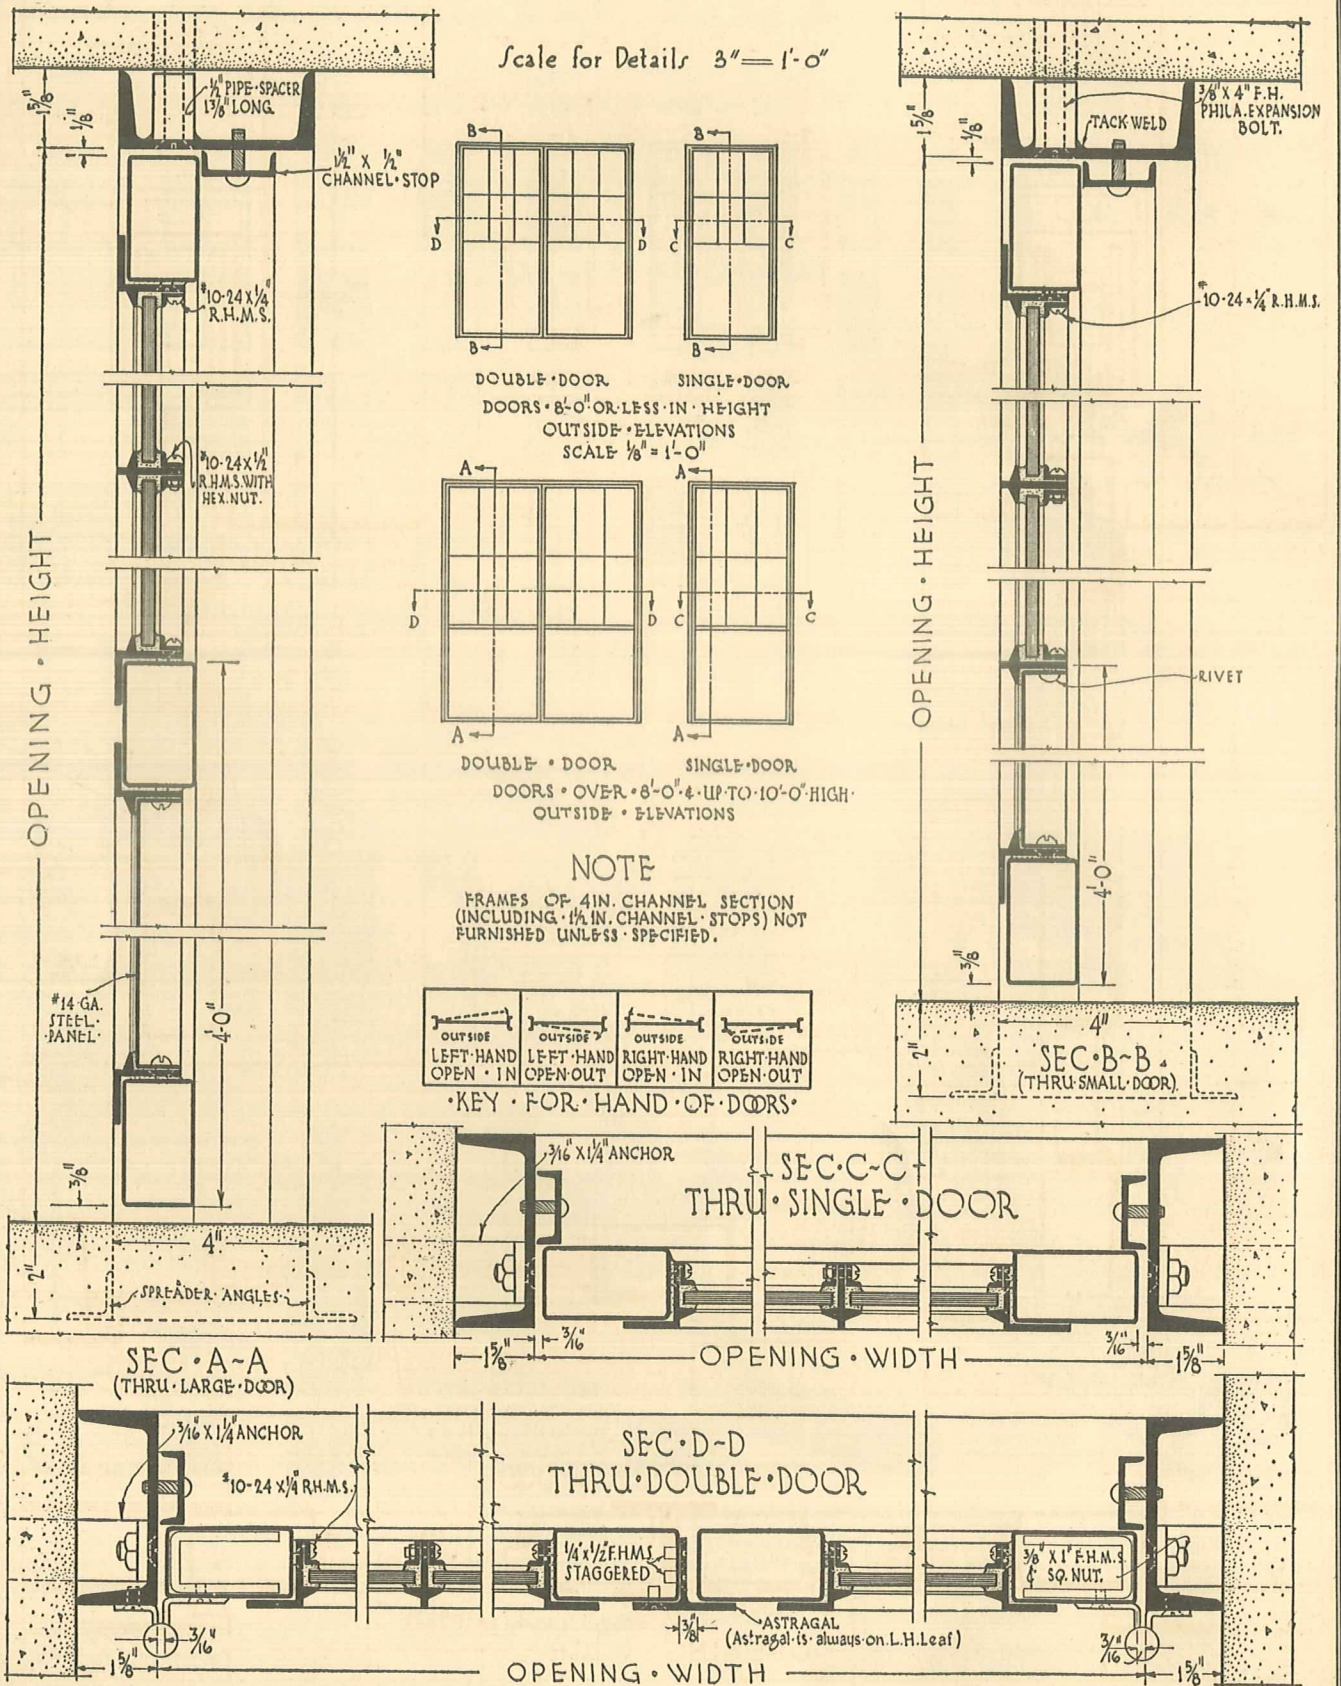 Scale for Details 3" = 1'-0"
1 5/8"
1/8"
1/2" PIPE·SPACER
1 3/8" LONG
1 1/2" X 1/2"
CHANNEL·STOP
#10-24 X 1/4"
R.H.M.S.
#10-24 X 1/2"
R.H.M.S. WITH
HEX. NUT.
OPENING · HEIGHT
#14·GA.
STEEL·
·PANEL·
4'-0"
3/8"
4"
2"
SPREADER·ANGLES
SEC·A~A
(THRU·LARGE·DOOR)
B
B
D
D
C
C
B
B
DOUBLE·DOOR
SINGLE·DOOR
DOORS·8'-0"·OR·LESS·IN·HEIGHT
OUTSIDE·ELEVATIONS
SCALE 1/8" = 1'-0"
A
A
D
D
C
C
A
A
DOUBLE · DOOR
SINGLE·DOOR
DOORS · OVER · 8'-0" · & · UP·TO·10'-0"·HIGH·
OUTSIDE · ELEVATIONS
NOTE
FRAMES OF 4IN. CHANNEL SECTION
(INCLUDING·1 1/2 IN. CHANNEL·STOPS) NOT
FURNISHED UNLESS·SPECIFIED.
OUTSIDE
LEFT·HAND
OPEN · IN
OUTSIDE
LEFT·HAND
OPEN·OUT
OUTSIDE
RIGHT·HAND
OPEN · IN
OUTSIDE
RIGHT·HAND
OPEN·OUT
·KEY · FOR · HAND · OF · DOORS·
1 5/8"
1/8"
3/8" X 4" F.H.
PHILA. EXPANSION
BOLT.
TACK·WELD
#10-24 x 1/4" R.H.M.S.
OPENING · HEIGHT
RIVET
4'-0"
3/8"
4"
2"
SEC·B~B
(THRU·SMALL·DOOR)
3/16" X 1 1/4" ANCHOR
SEC·C~C
THRU·SINGLE·DOOR
1 5/8"
3/16"
OPENING · WIDTH
3/16"
1 5/8"
3/16" X 1 1/4" ANCHOR
#10-24 X 1/4" R.H.M.S.
SEC·D~D
THRU·DOUBLE·DOOR
1/4" x 1/2" F.H.M.S.
STAGGERED
3/8" X 1" F.H.M.S.
& SQ. NUT.
3/8"
ASTRAGAL
(Astragal·is·always·on·L.H.Leaf)
3/16"
3/16"
1 5/8"
OPENING · WIDTH
1 5/8"